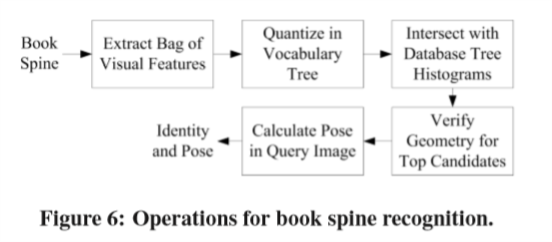 Book
Spine
Extract Bag of
Visual Features
Quantize in
Vocabulary
Tree
Intersect with
Database Tree
Histograms
Verify
Geometry for
Top Candidates
Calculate Pose
in Query Image
Identity
and Pose
Figure 6: Operations for book spine recognition.